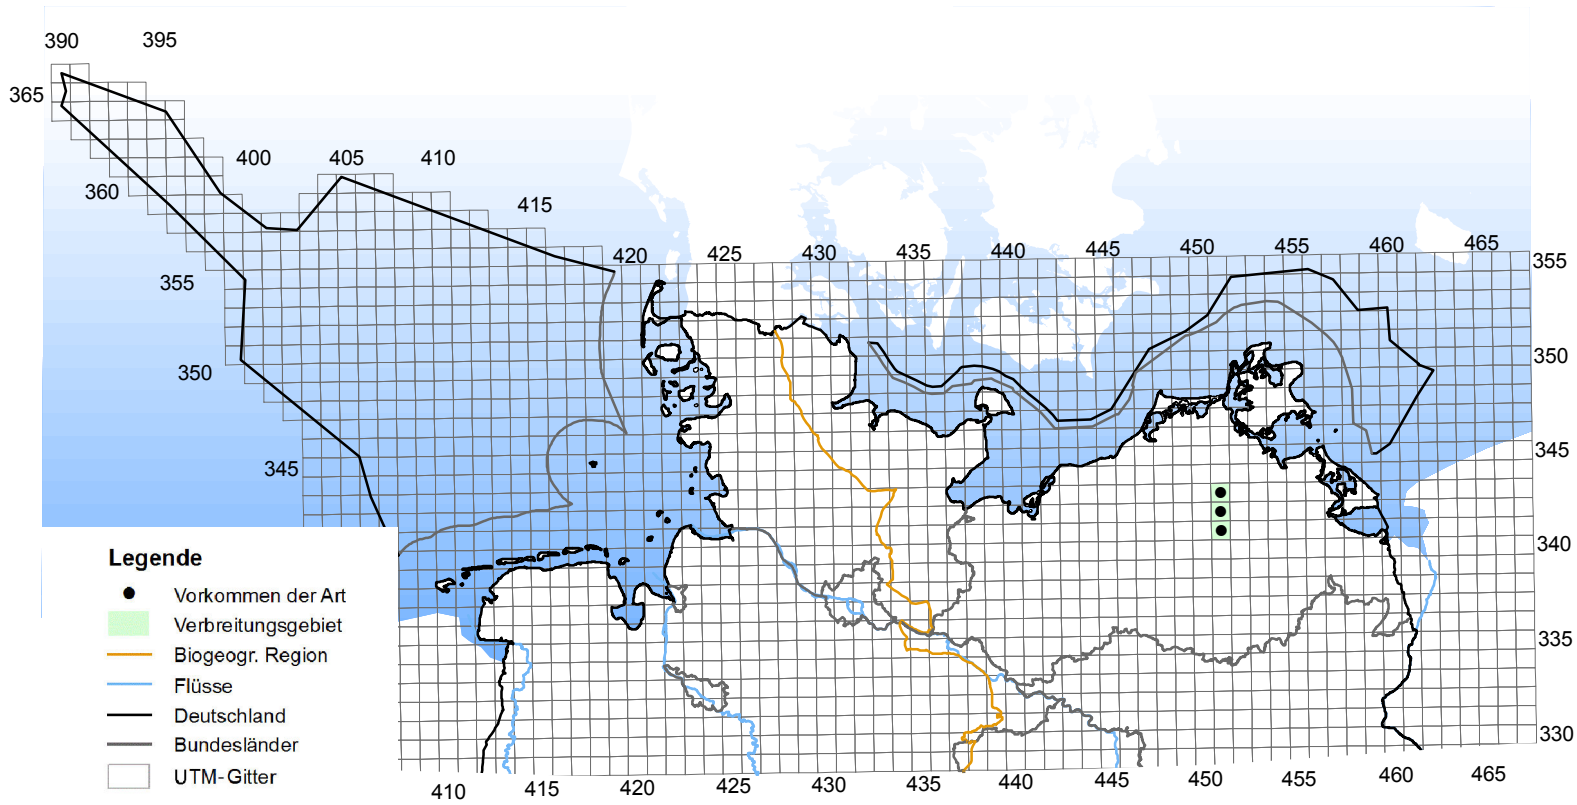 390 395
365
400 405 410
360
415
420 425 430 435 440 445 450 455 460 465
355
355
350
350
345
345
340
335
330
Legende
Vorkommen der Art
Verbreitungsgebiet
Biogeogr. Region
Flüsse
Deutschland
Bundesländer
UTM-Gitter
410 415 420 425 430 435 440 445 450 455 460 465